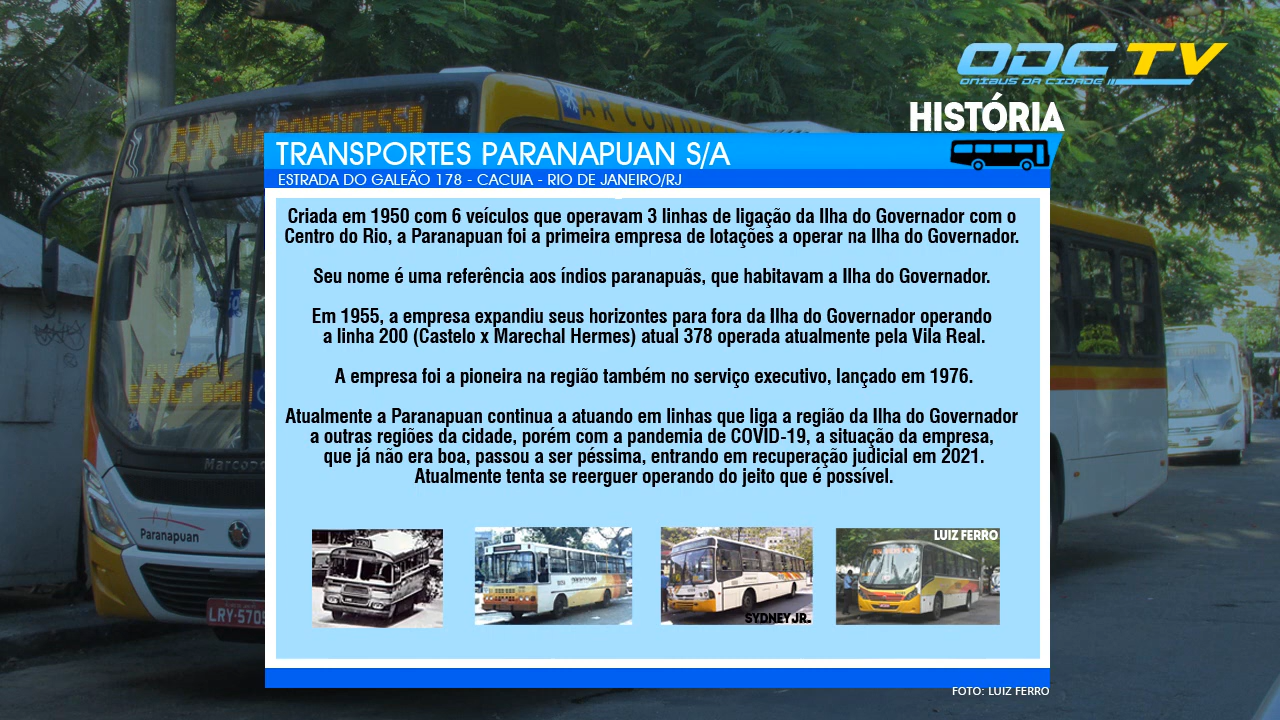 ODC TV
ONIBUS DA CIDADE
HISTÓRIA
TRANSPORTES PARANAPUAN S/A
ESTRADA DO GALEÃO 178 - CACUIA - RIO DE JANEIRO/RJ
Criada em 1950 com 6 veículos que operavam 3 linhas de ligação da Ilha do Governador com o
Centro do Rio, a Paranapuan foi a primeira empresa de lotações a operar na Ilha do Governador.
Seu nome é uma referência aos índios paranapuãs, que habitavam a Ilha do Governador.
Em 1955, a empresa expandiu seus horizontes para fora da Ilha do Governador operando
a linha 200 (Castelo x Marechal Hermes) atual 378 operada atualmente pela Vila Real.
A empresa foi a pioneira na região também no serviço executivo, lançado em 1976.
Atualmente a Paranapuan continua a atuando em linhas que liga a região da Ilha do Governador
a outras regiões da cidade, porém com a pandemia de COVID-19, a situação da empresa,
que já não era boa, passou a ser péssima, entrando em recuperação judicial em 2021.
Atualmente tenta se reerguer operando do jeito que é possível.
LUIZ FERRO
SYDNEY JR.
FOTO: LUIZ FERRO
via BONSUCESSO
AR CONDI
Marcopo
Paranapuan
LRY-5705